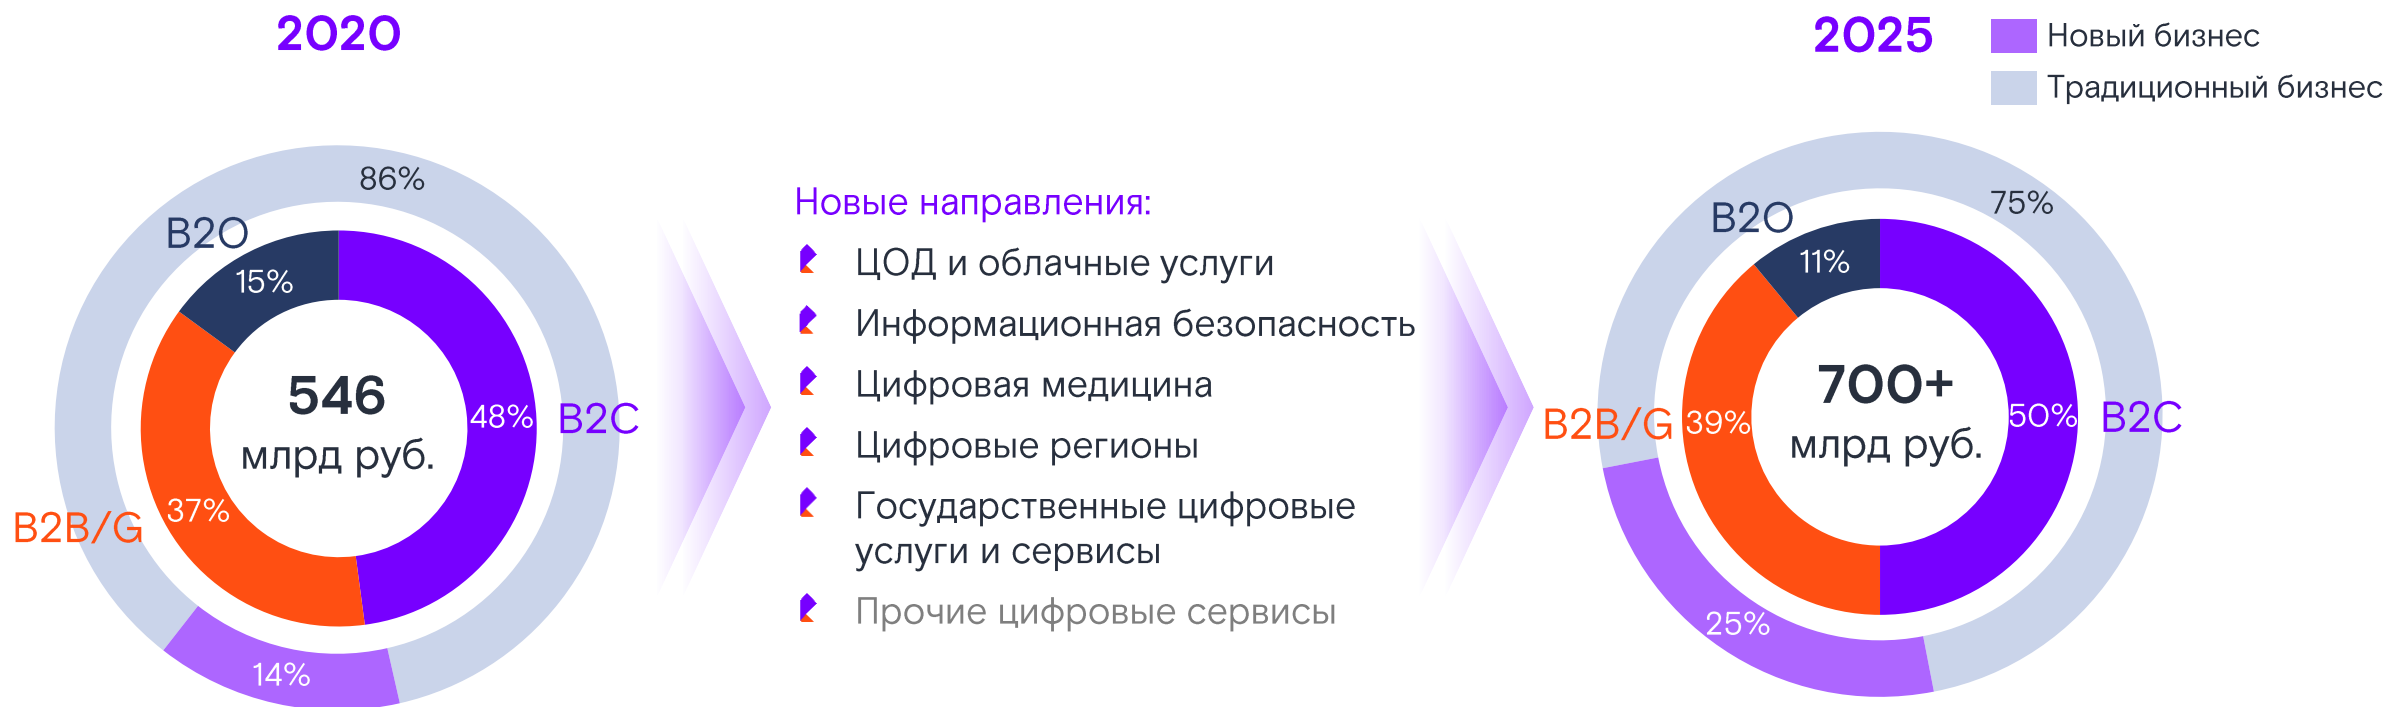 2020
86%
B2O
15%
546
млрд руб.
48%
B2C
37%
B2B/G
14%
Новые направления:
ЦОД и облачные услуги
Информационная безопасность
Цифровая медицина
Цифровые регионы
Государственные цифровые
услуги и сервисы
Прочие цифровые сервисы
2025
Новый бизнес
Традиционный бизнес
75%
B2O
11%
700+
млрд руб.
B2B/G
39%
50%
B2C
25%